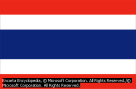 Encarta Encyclopedia, © Microsoft Corporation. All Rights Reserved. ©
Microsoft Corporation. All Rights Reserved.